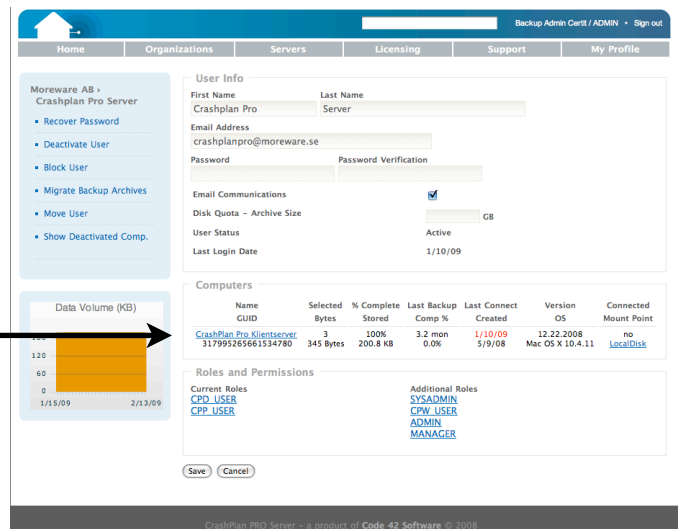 Backup Admin Certit / ADMIN • Sign out
Home Organizations Servers Licensing Support My Profile
Moreware AB ›
Crashplan Pro Server
Recover Password
Deactivate User
Block User
Migrate Backup Archives
Move User
Show Deactivated Comp.
Data Volume (KB)
120
60
0
1/15/09 2/13/09
User Info
First Name Last Name
Crashplan Pro Server
Email Address
crashplanpro@moreware.se
Password Password Verification
Email Communications
Disk Quota - Archive Size GB
User Status Active
Last Login Date 1/10/09
Computers
Name Selected % Complete Last Backup Last Connect Version Connected
GUID Bytes Stored Comp % Created OS Mount Point
CrashPlan Pro Klientserver 3 100% 3.2 mon 1/10/09 12.22.2008 no
317995265661534780 345 Bytes 200.8 KB 0.0% 5/9/08 Mac OS X 10.4.11 LocalDisk
Roles and Permissions
Current Roles Additional Roles
CPD_USER SYSADMIN
CPP_USER CPW_USER
ADMIN
MANAGER
Save Cancel
CrashPlan PRO Server - a product of Code 42 Software © 2008